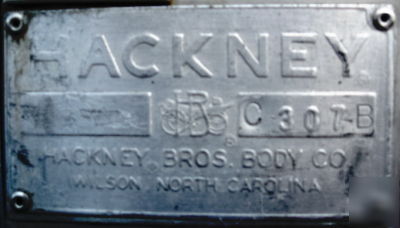 HACKNEY
C 307-B
HACKNEY BROS. BODY CO.
WILSON NORTH CAROLINA